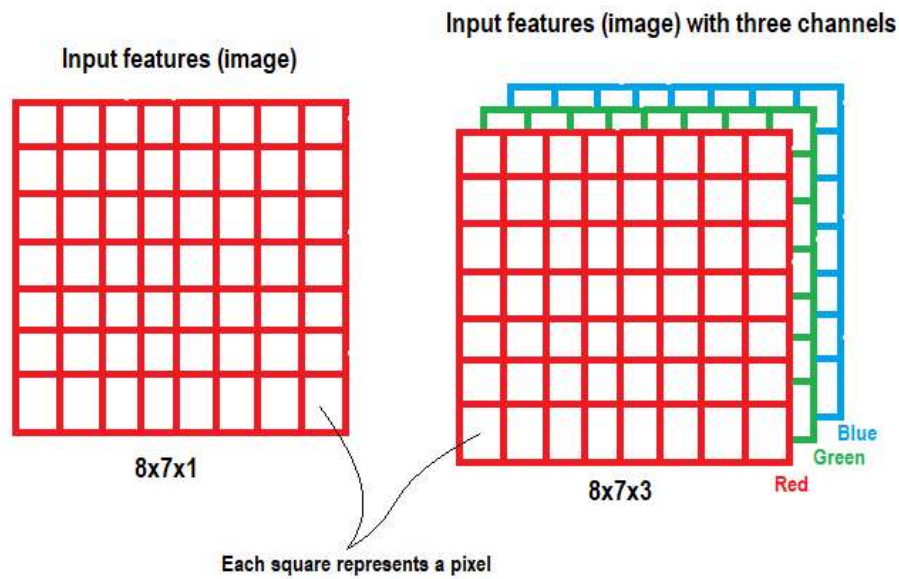 Input features (image) with three channels
Input features (image)
Blue
Green
Red
8x7x1
8x7x3
Each square represents a pixel